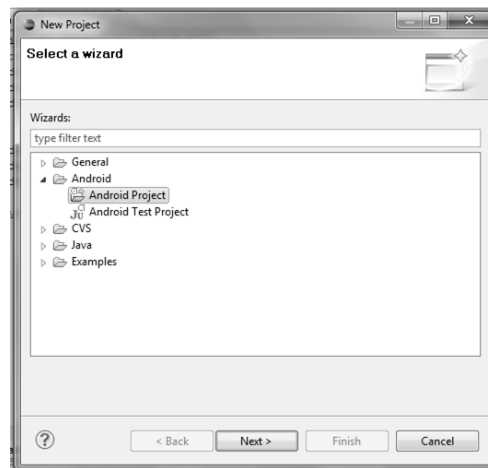 New Project
Select a wizard
Wizards:
type filter text
General
Android
Android Project
Android Test Project
CVS
Java
Examples
< Back Next > Finish Cancel